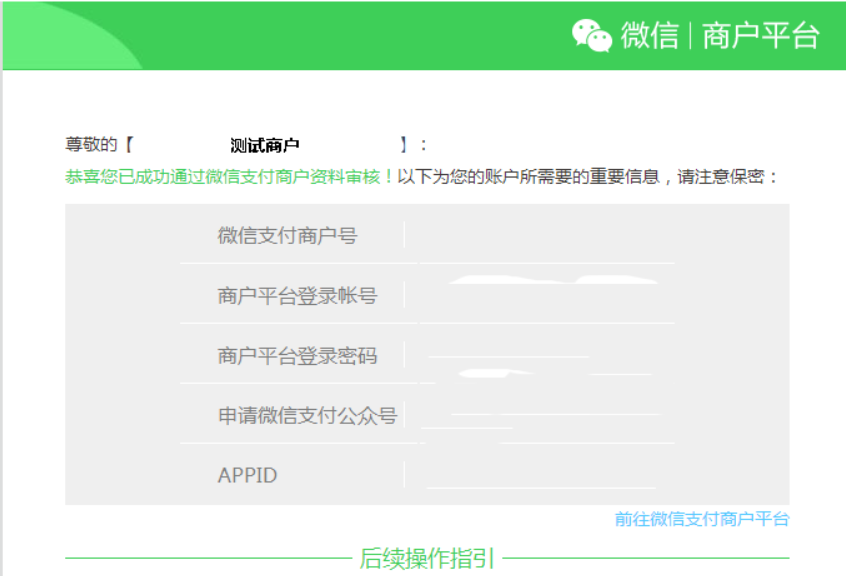 微信 | 商户平台
尊敬的【 测试商户 】：
恭喜您已成功通过微信支付商户资料审核！以下为您的账户所需要的重要信息，请注意保密：
微信支付商户号
商户平台登录帐号
商户平台登录密码
申请微信支付公众号
APPID
前往微信支付商户平台
后续操作指引